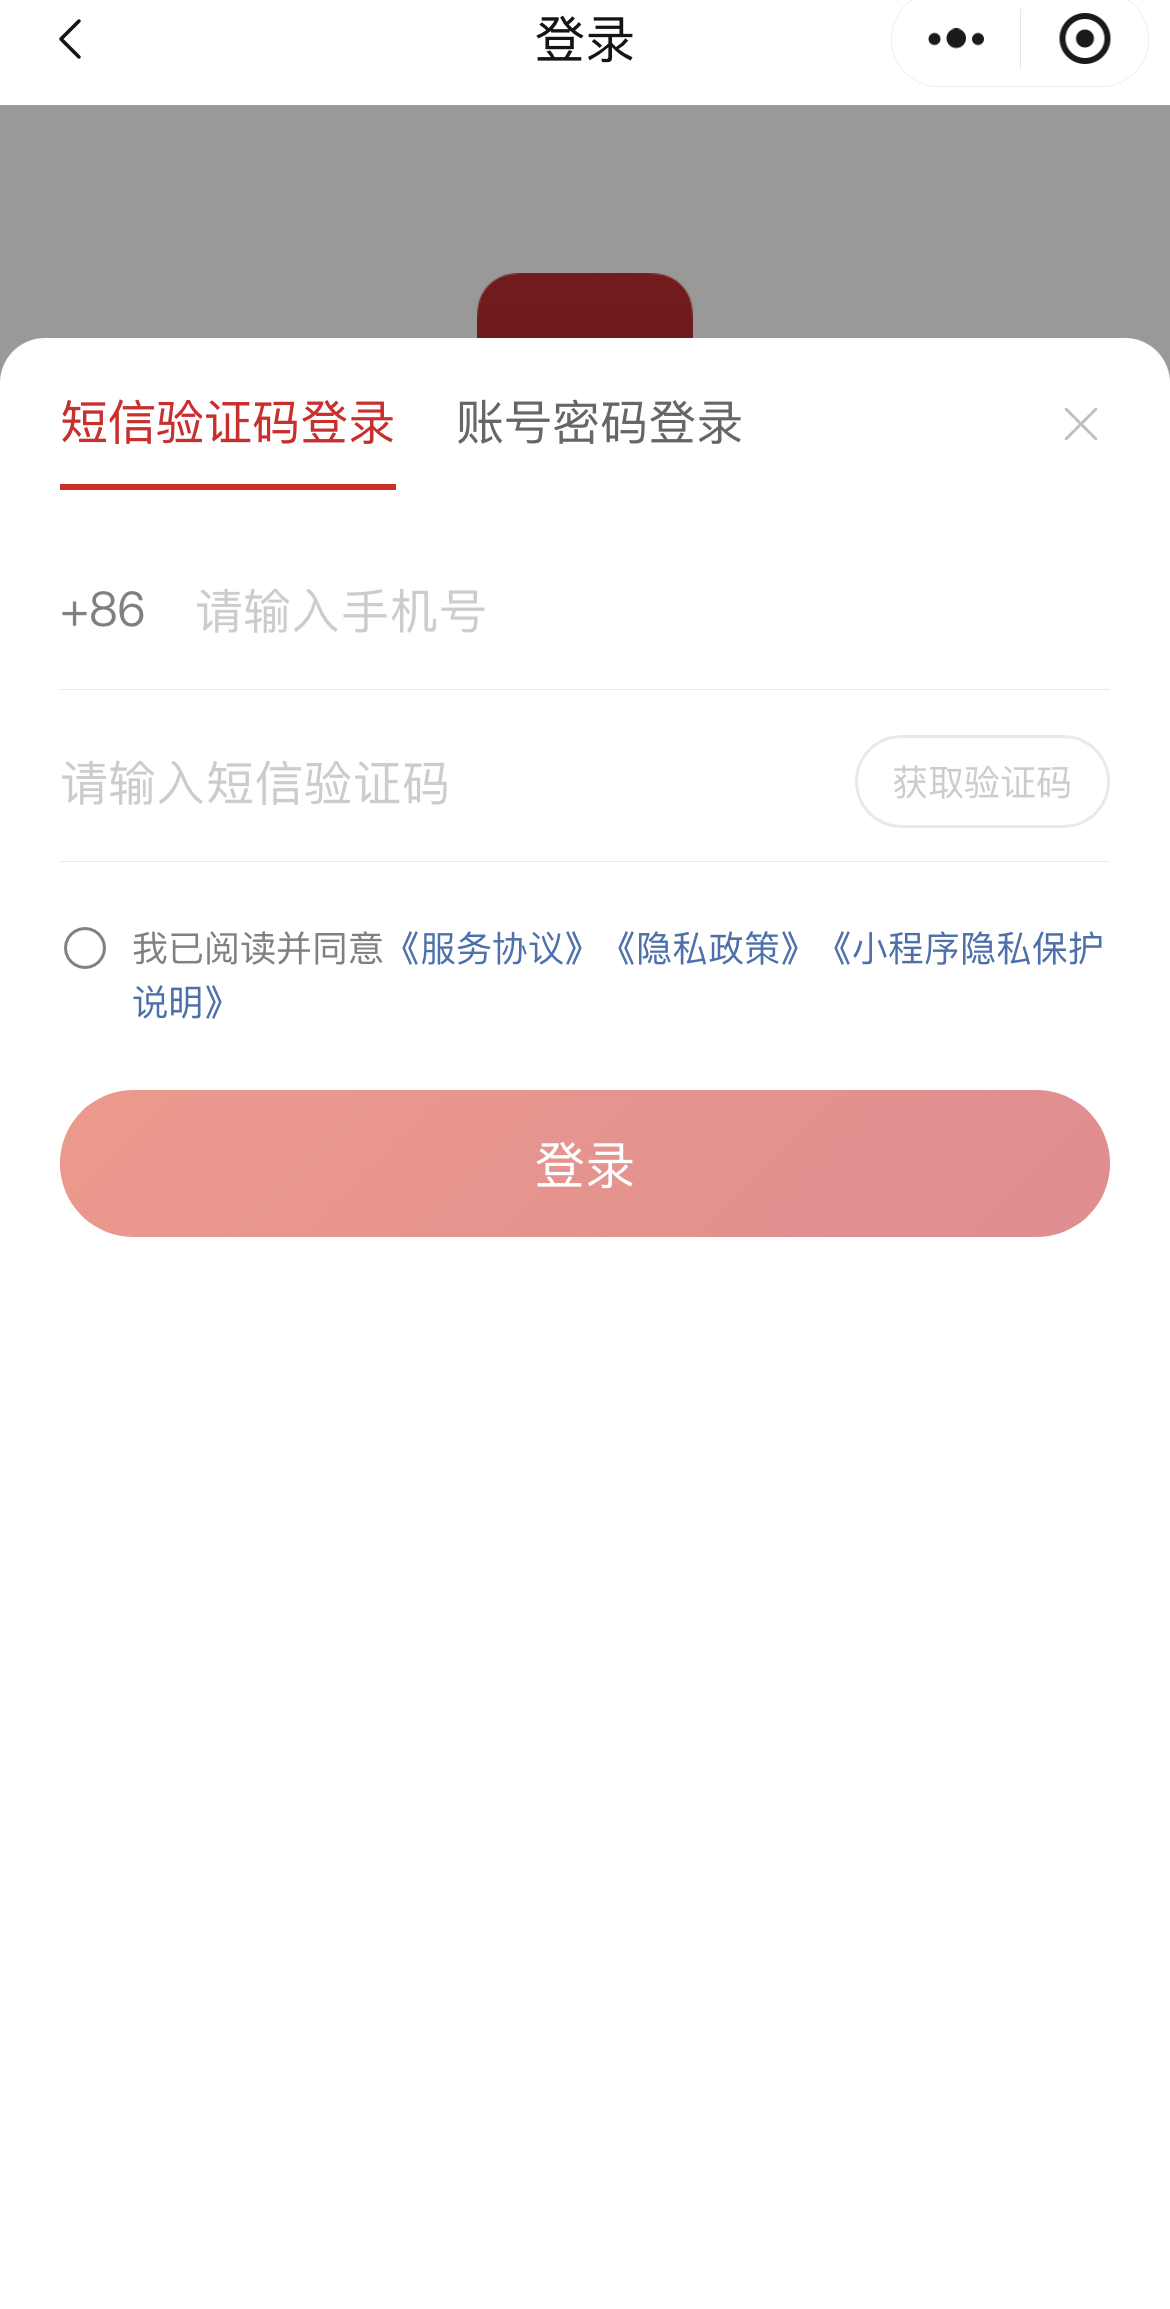 登录
短信验证码登录 账号密码登录
+86 请输入手机号
请输入短信验证码 获取验证码
我已阅读并同意《服务协议》《隐私政策》《小程序隐私保护
说明》
登录